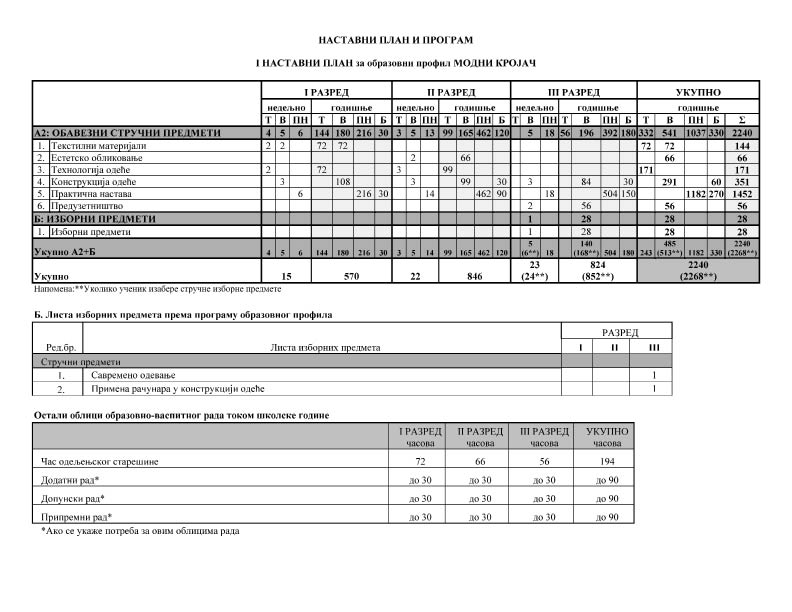 НАСТАВНИ ПЛАН И ПРОГРАМ
I НАСТАВНИ ПЛАН за образовни профил МОДНИ КРОЈАЧ
I РАЗРЕД II РАЗРЕД III РАЗРЕД УКУПНО
недељно годишње недељно годишње недељно годишње годишње
Т В ПН Т В ПН Б Т В ПН Т В ПН Б Т В ПН Т В ПН Б Т В ПН Б Σ
А2: ОБАВЕЗНИ СТРУЧНИ ПРЕДМЕТИ 4 5 6 144 180 216 30 3 5 13 99 165 462 120 5 18 56 196 392 180 332 541 1037 330 2240
1. Текстилни материјали 2 2 72 72 72 72 144
2. Естетско обликовање 2 66 66 66
3. Технологија одеће 2 72 3 99 171 171
4. Конструкција одеће 3 108 3 99 30 3 84 30 291 60 351
5. Практична настава 6 216 30 14 462 90 18 504 150 1182 270 1452
6. Предузетништво 2 56 56 56
Б: ИЗБОРНИ ПРЕДМЕТИ 1 28 28 28
1. Изборни предмети 1 28 28 28
Укупно А2+Б 4 5 6 144 180 216 30 3 5 14 99 165 462 120 5 (6**) 18 140 (168**) 504 180 243 485 (513**) 1182 330 2240 (2268**)
Укупно 15 570 22 846 23 (24**) 824 (852**) 2240 (2268**)
Напомена:**Уколико ученик изабере стручне изборне предмете
Б. Листа изборних предмета према програму образовног профила
Ред.бр. Листа изборних предмета РАЗРЕД
I II III
Стручни предмети
1. Савремено одевање 1
2. Примена рачунара у конструкцији одеће 1
Остали облици образовно-васпитног рада током школске године
I РАЗРЕД II РАЗРЕД III РАЗРЕД УКУПНО
часова часова часова часова
Час одељењског старешине 72 66 56 194
Додатни рад* до 30 до 30 до 30 до 90
Допунски рад* до 30 до 30 до 30 до 90
Припремни рад* до 30 до 30 до 30 до 90
*Ако се укаже потреба за овим облицима рада